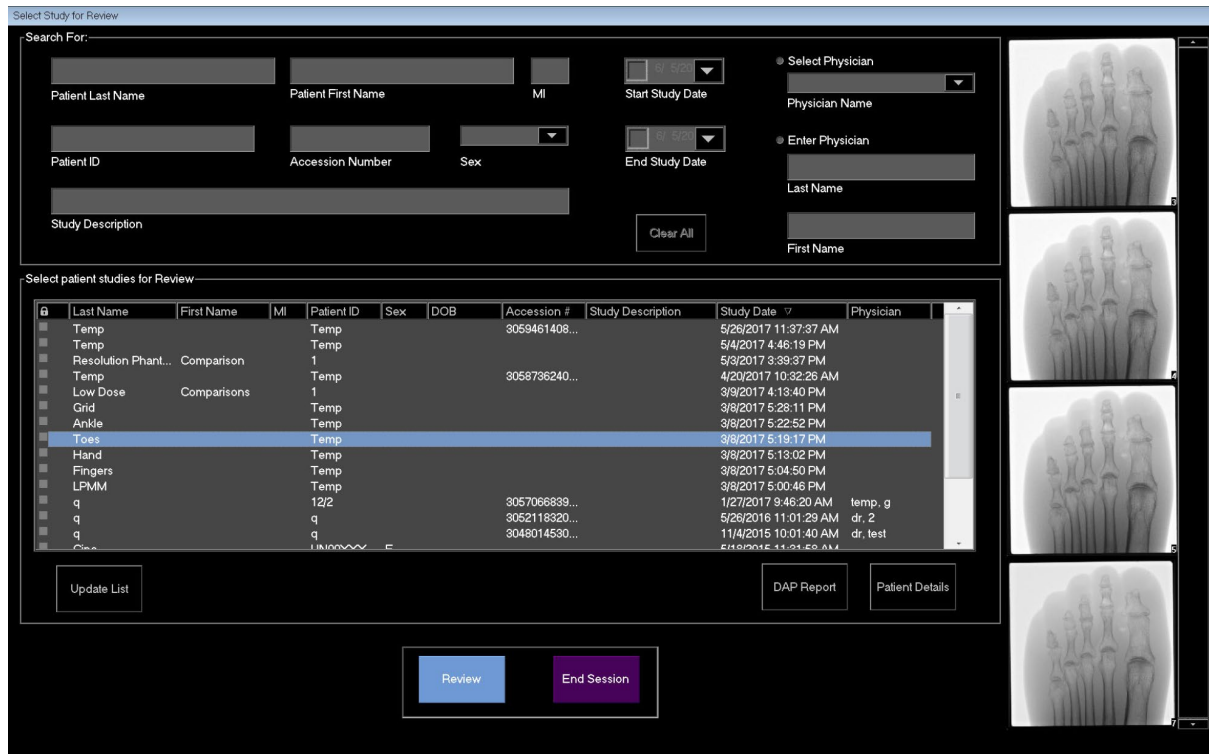 Select Study for Review
Search For:
Patient Last Name
Patient First Name
MI
6/ 5/20
Start Study Date
Select Physician
Physician Name
Patient ID
Accession Number
Sex
6/ 5/20
End Study Date
Enter Physician
Last Name
Study Description
Clear All
First Name
Select patient studies for Review
Last Name First Name MI Patient ID Sex DOB Accession # Study Description Study Date Physician
Temp Temp 3059461408... 5/26/2017 11:37:37 AM
Temp Temp 5/4/2017 4:46:19 PM
Resolution Phant... Comparison 1 5/3/2017 3:39:37 PM
Temp Temp 3058736240... 4/20/2017 10:32:26 AM
Low Dose Comparisons 1 3/9/2017 4:13:40 PM
Grid Temp 3/8/2017 5:28:11 PM
Ankle Temp 3/8/2017 5:22:52 PM
Toes Temp 3/8/2017 5:19:17 PM
Hand Temp 3/8/2017 5:13:02 PM
Fingers Temp 3/8/2017 5:04:50 PM
LPMM Temp 3/8/2017 5:00:46 PM
q 12/2 3057066839... 1/27/2017 9:46:20 AM temp, g
q q 3052118320... 5/26/2016 11:01:29 AM dr, 2
q q 3048014530... 11/4/2015 10:01:40 AM dr, test
Update List
DAP Report
Patient Details
Review
End Session
3
4
5
7